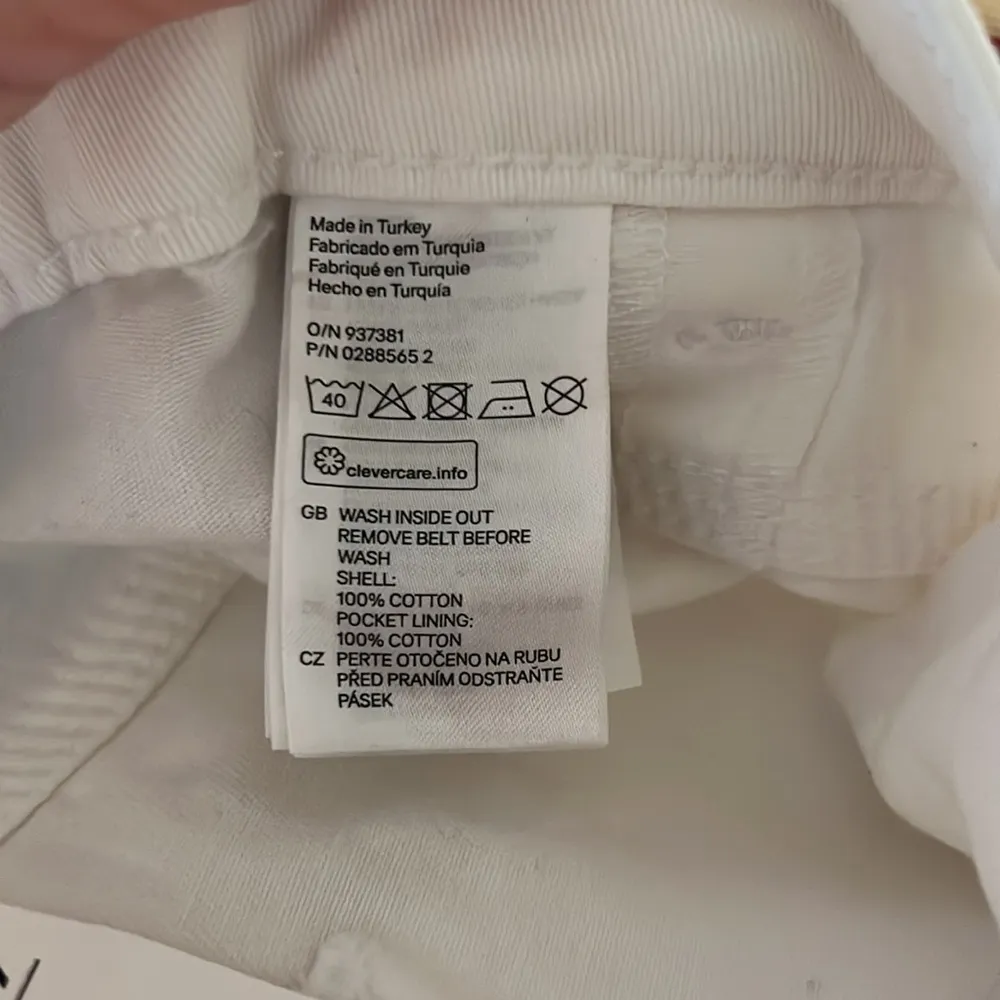 Made in Turkey
Fabricado em Turquia
Fabriqué en Turquie
Hecho en Turquía
O/N 937381
P/N 0288565 2
40
clevercare.info
GB WASH INSIDE OUT
REMOVE BELT BEFORE
WASH
SHELL:
100% COTTON
POCKET LINING:
100% COTTON
CZ PERTE OTOČENO NA RUBU
PŘED PRANÍM ODSTRAŇTE
PÁSEK